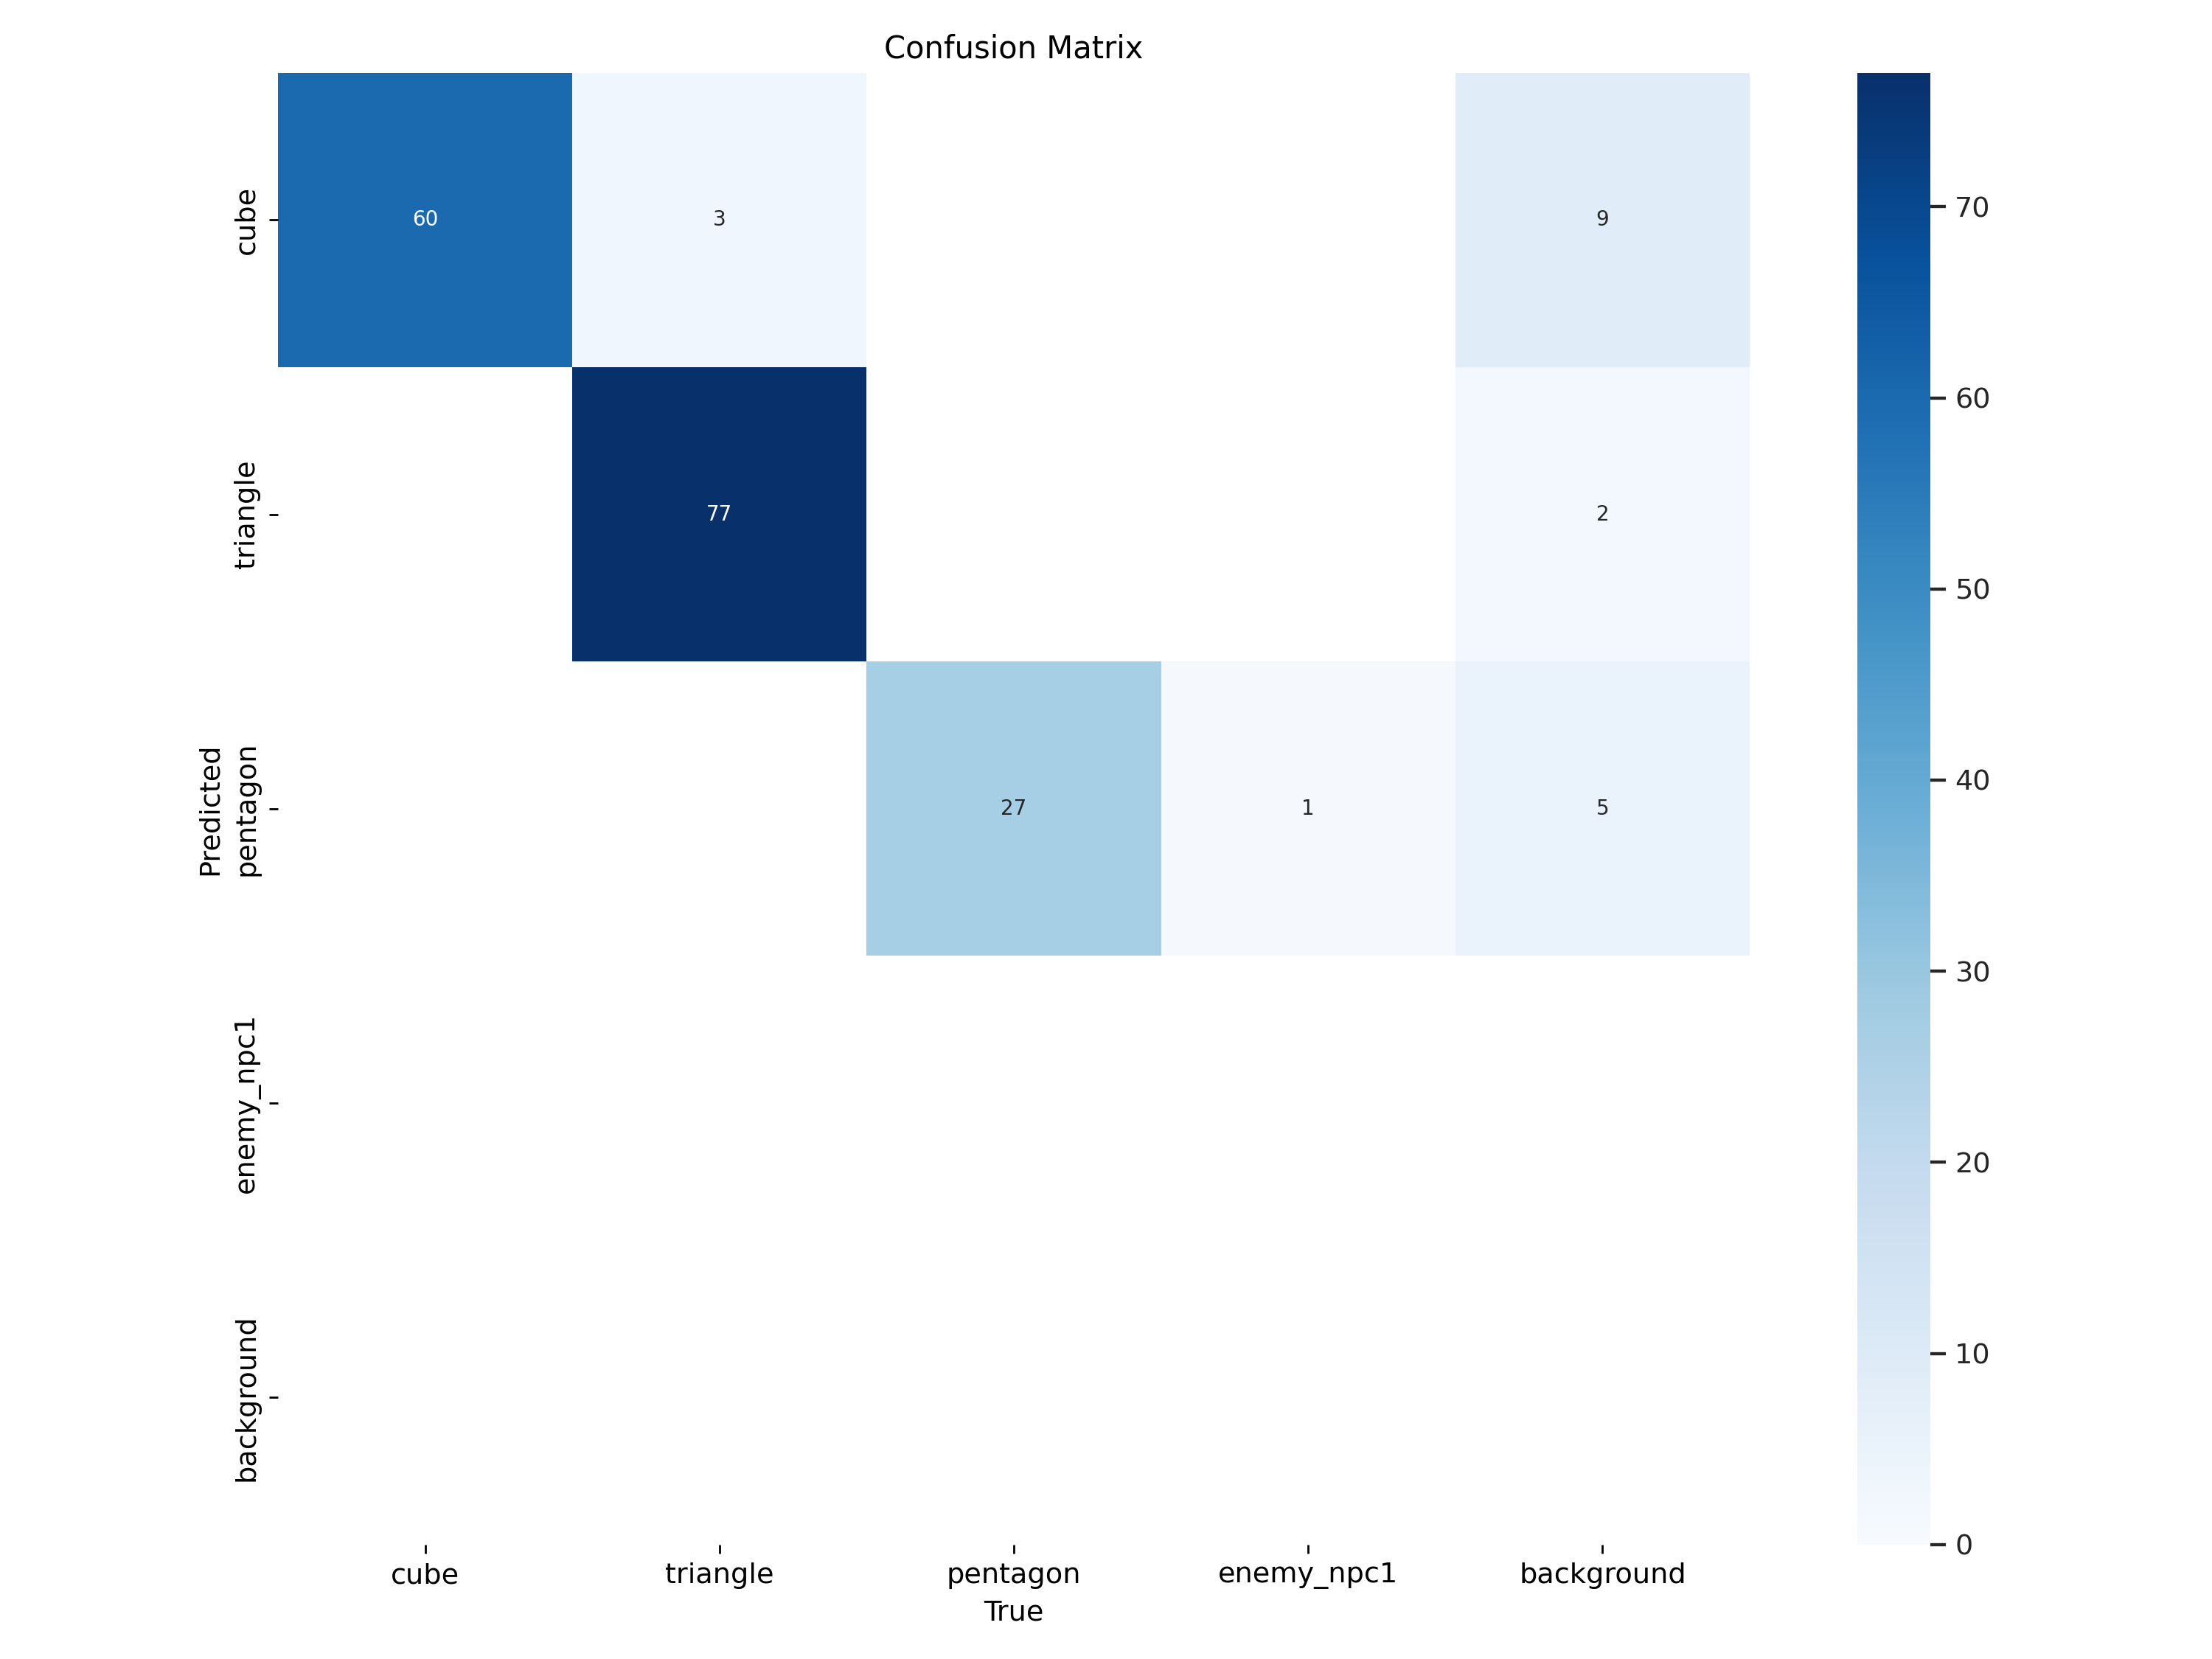 Confusion Matrix
cube
60
3
9
triangle
77
2
Predicted
pentagon
27
1
5
enemy_npc1
background
cube
triangle
pentagon
enemy_npc1
background
True
70
60
50
40
30
20
10
0